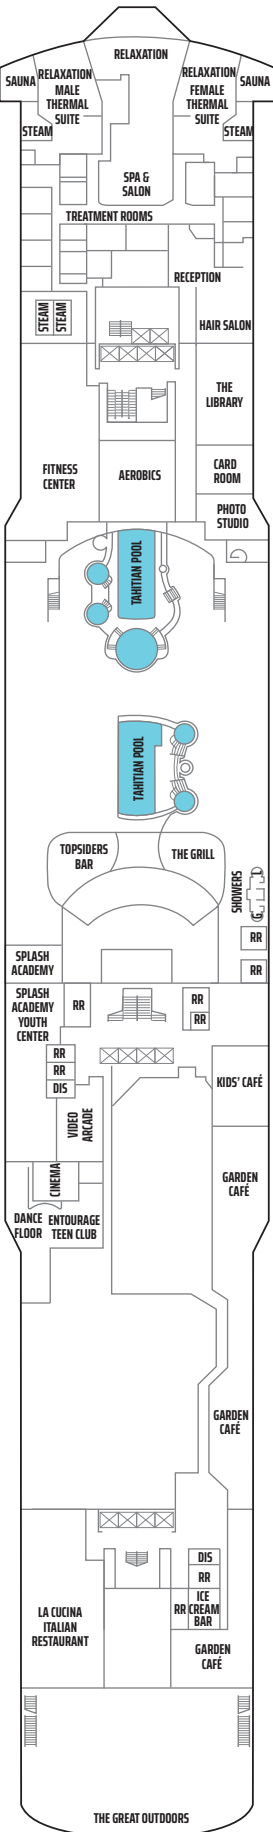 RELAXATION
SAUNA
RELAXATION
MALE
THERMAL
SUITE
RELAXATION
FEMALE
THERMAL
SUITE
SAUNA
STEAM
STEAM
SPA &
SALON
TREATMENT ROOMS
RECEPTION
STEAM
STEAM
HAIR SALON
THE
LIBRARY
FITNESS
CENTER
AEROBICS
CARD
ROOM
PHOTO
STUDIO
TAHITIAN POOL
TAHITIAN POOL
TOPSIDERS
BAR
THE GRILL
SHOWERS
L
G
RR
RR
SPLASH
ACADEMY
SPLASH
ACADEMY
YOUTH
CENTER
RR
RR
RR
RR
RR
DIS
KIDS' CAFÉ
VIDEO
ARCADE
CINEMA
GARDEN
CAFÉ
DANCE
FLOOR
ENTOURAGE
TEEN CLUB
GARDEN
CAFÉ
DIS
RR
LA CUCINA
ITALIAN
RESTAURANT
RR
ICE
CREAM
BAR
GARDEN
CAFÉ
THE GREAT OUTDOORS